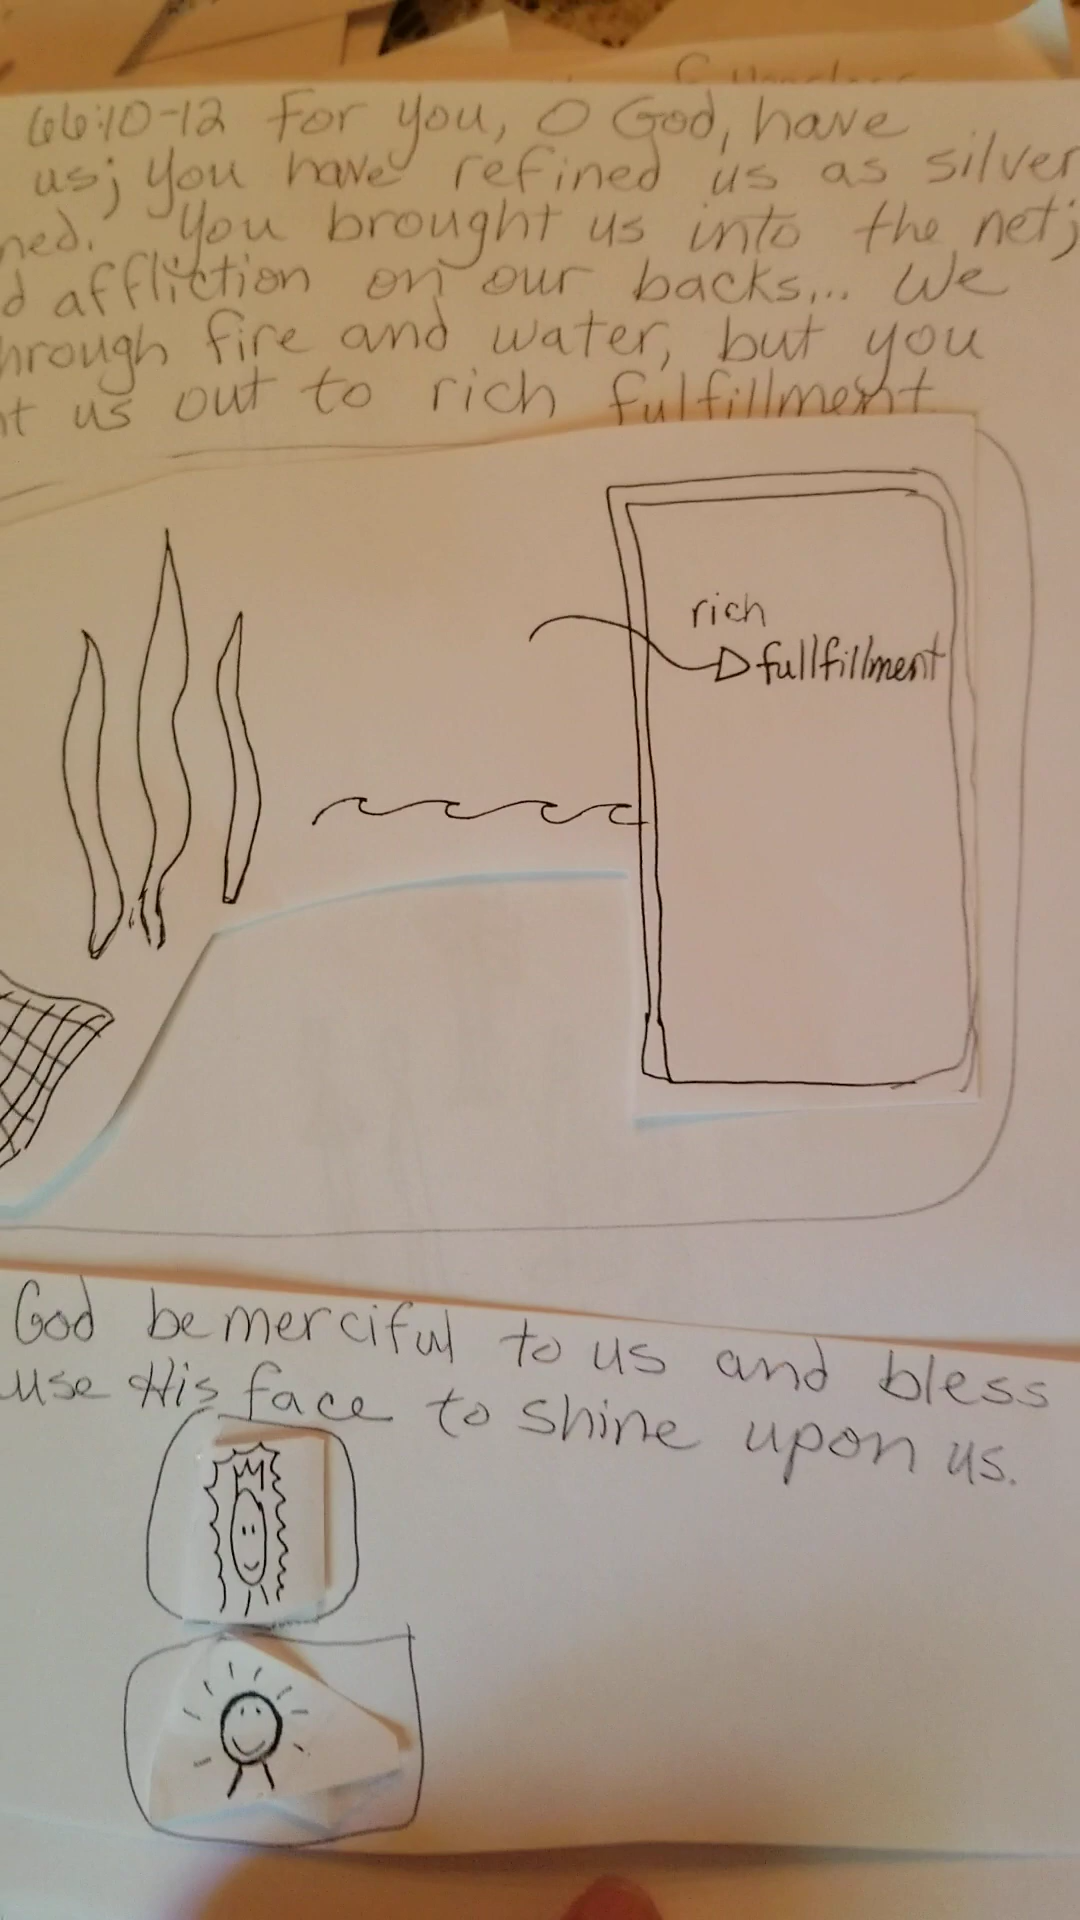 66:10-12 For you, O God, have
us; you have refined us as silver
ned. You brought us into the net;
d affliction on our backs... We
hrough fire and water, but you
ht us out to rich fulfillment
rich
fullfillment
God be merciful to us and bless
use His face to shine upon us.